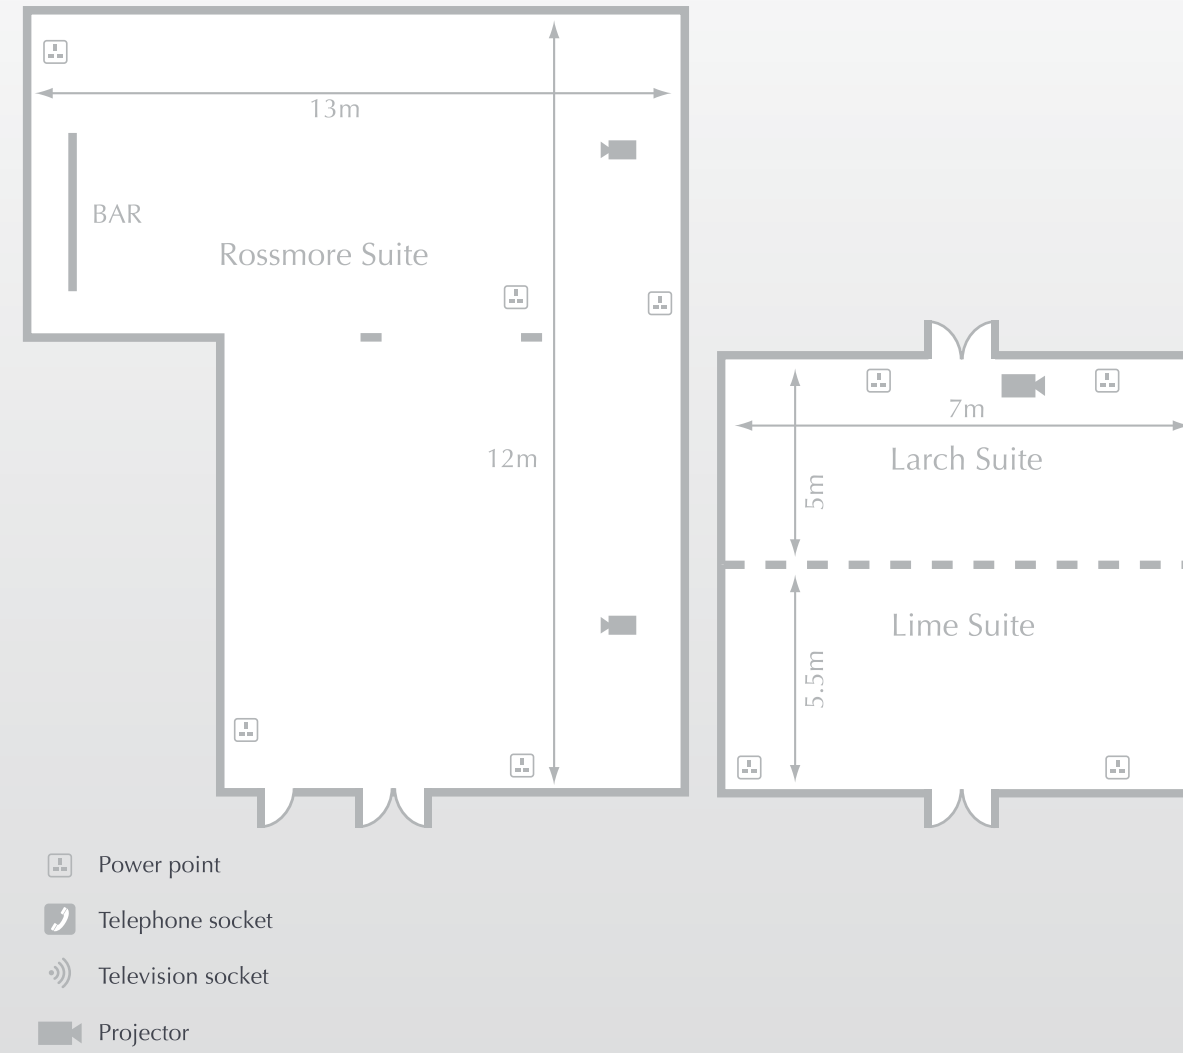 13m
BAR
Rossmore Suite
12m
7m
Larch Suite
5m
Lime Suite
5.5m
Power point
Telephone socket
Television socket
Projector